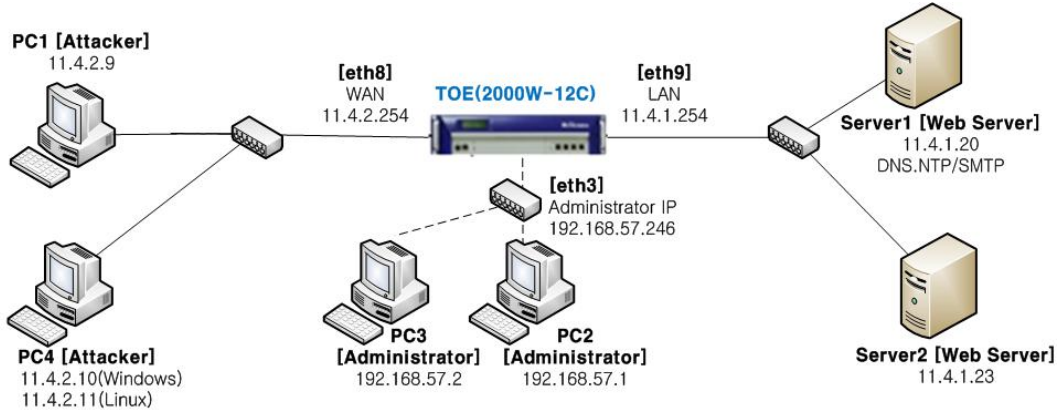 PC1 [Attacker]
11.4.2.9
[eth8]
WAN
11.4.2.254
TOE(2000W-12C)
[eth9]
LAN
11.4.1.254
Server1 [Web Server]
11.4.1.20
DNS.NTP/SMTP
[eth3]
Administrator IP
192.168.57.246
PC4 [Attacker]
11.4.2.10(Windows)
11.4.2.11(Linux)
PC3
[Administrator]
192.168.57.2
PC2
[Administrator]
192.168.57.1
Server2 [Web Server]
11.4.1.23